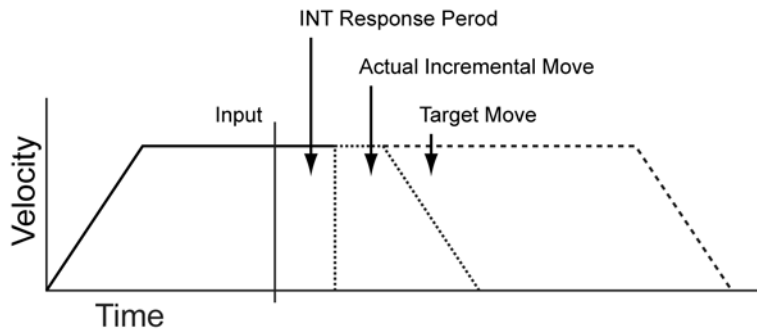 INT Response Perod
Actual Incremental Move
Input
Target Move
Velocity
Time